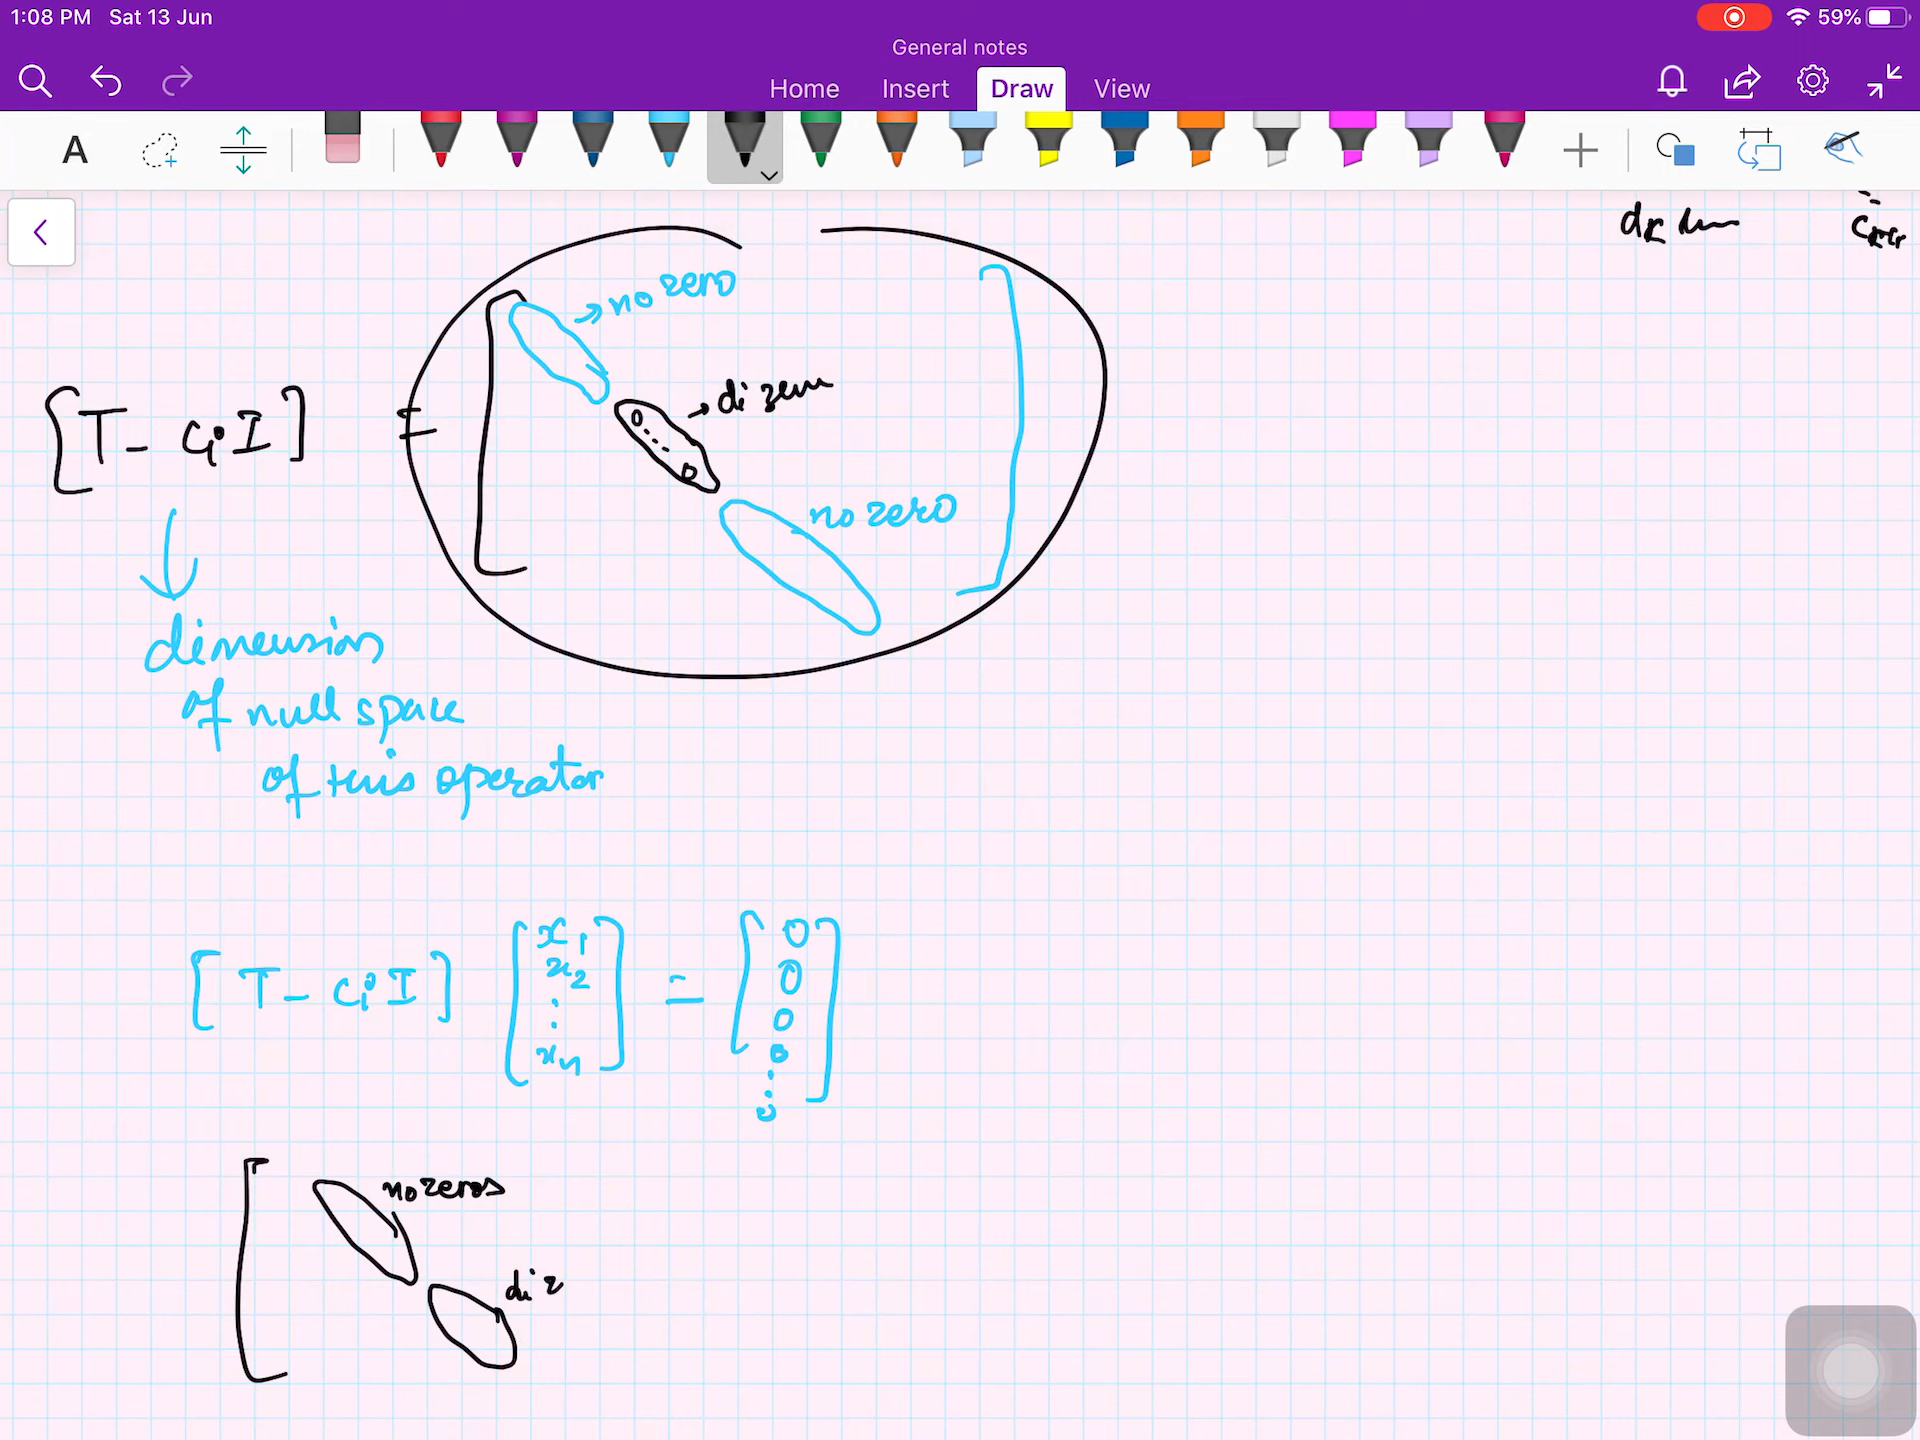 1:08 PM Sat 13 Jun
59%
General notes
Home Insert Draw View
A
no zero
di zero
[T - ciI] =
no zero
dimension
of null space
of this operator
[T - ciI] [x1 x2 ⋮ xn] = [0 0 0 0 ⋮]
no zeros
di z